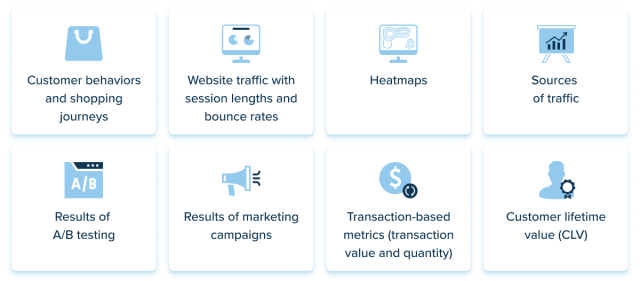 Customer behaviors
and shopping
journeys
Website traffic with
session lengths and
bounce rates
Heatmaps
Sources
of traffic
A/B
Results of
A/B testing
Results of marketing
campaigns
$
Transaction-based
metrics (transaction
value and quantity)
Customer lifetime
value (CLV)